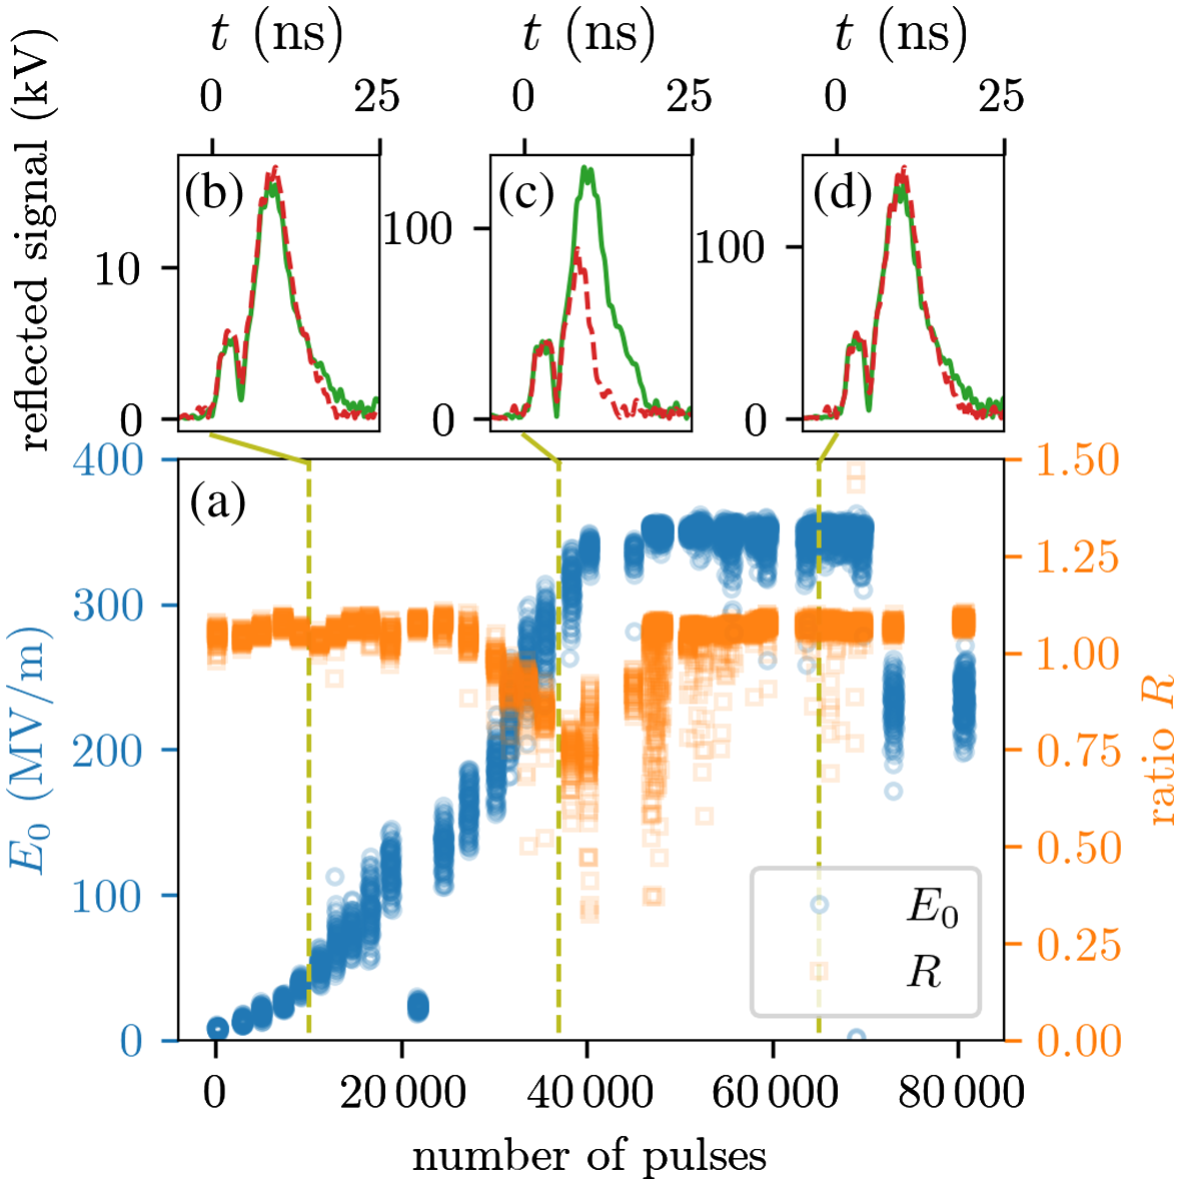 t (ns) t (ns) t (ns)
0 25 0 25 0 25
reflected signal (kV)
(b) (c) (d)
10 100 100
0 0 0
400 1.50
(a)
1.25
300
1.00
E0 (MV/m)
200 0.75
ratio R
0.50
100 E0
0.25
R
0 0.00
0 20 000 40 000 60 000 80 000
number of pulses